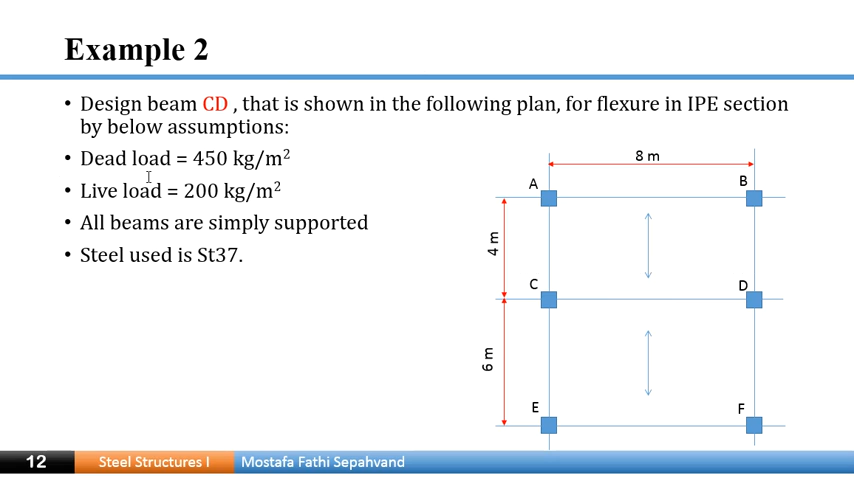 Example 2
• Design beam CD , that is shown in the following plan, for flexure in IPE section
by below assumptions:
• Dead load = 450 kg/m²
• Live load = 200 kg/m²
• All beams are simply supported
• Steel used is St37.
8 m
A
B
4 m
C
D
6 m
E
F
12
Steel Structures I
Mostafa Fathi Sepahvand